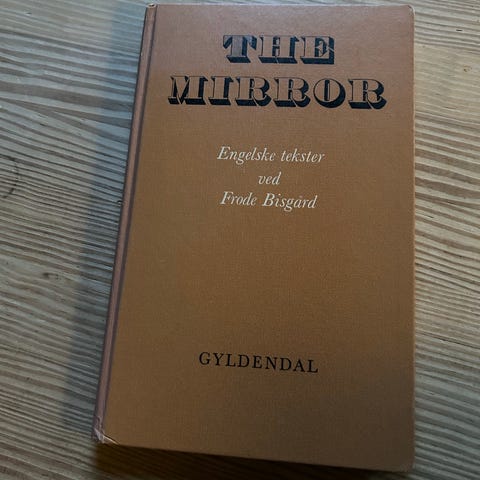 THE
MIRROR
Engelske tekster
ved
Frode Bisgård
GYLDENDAL